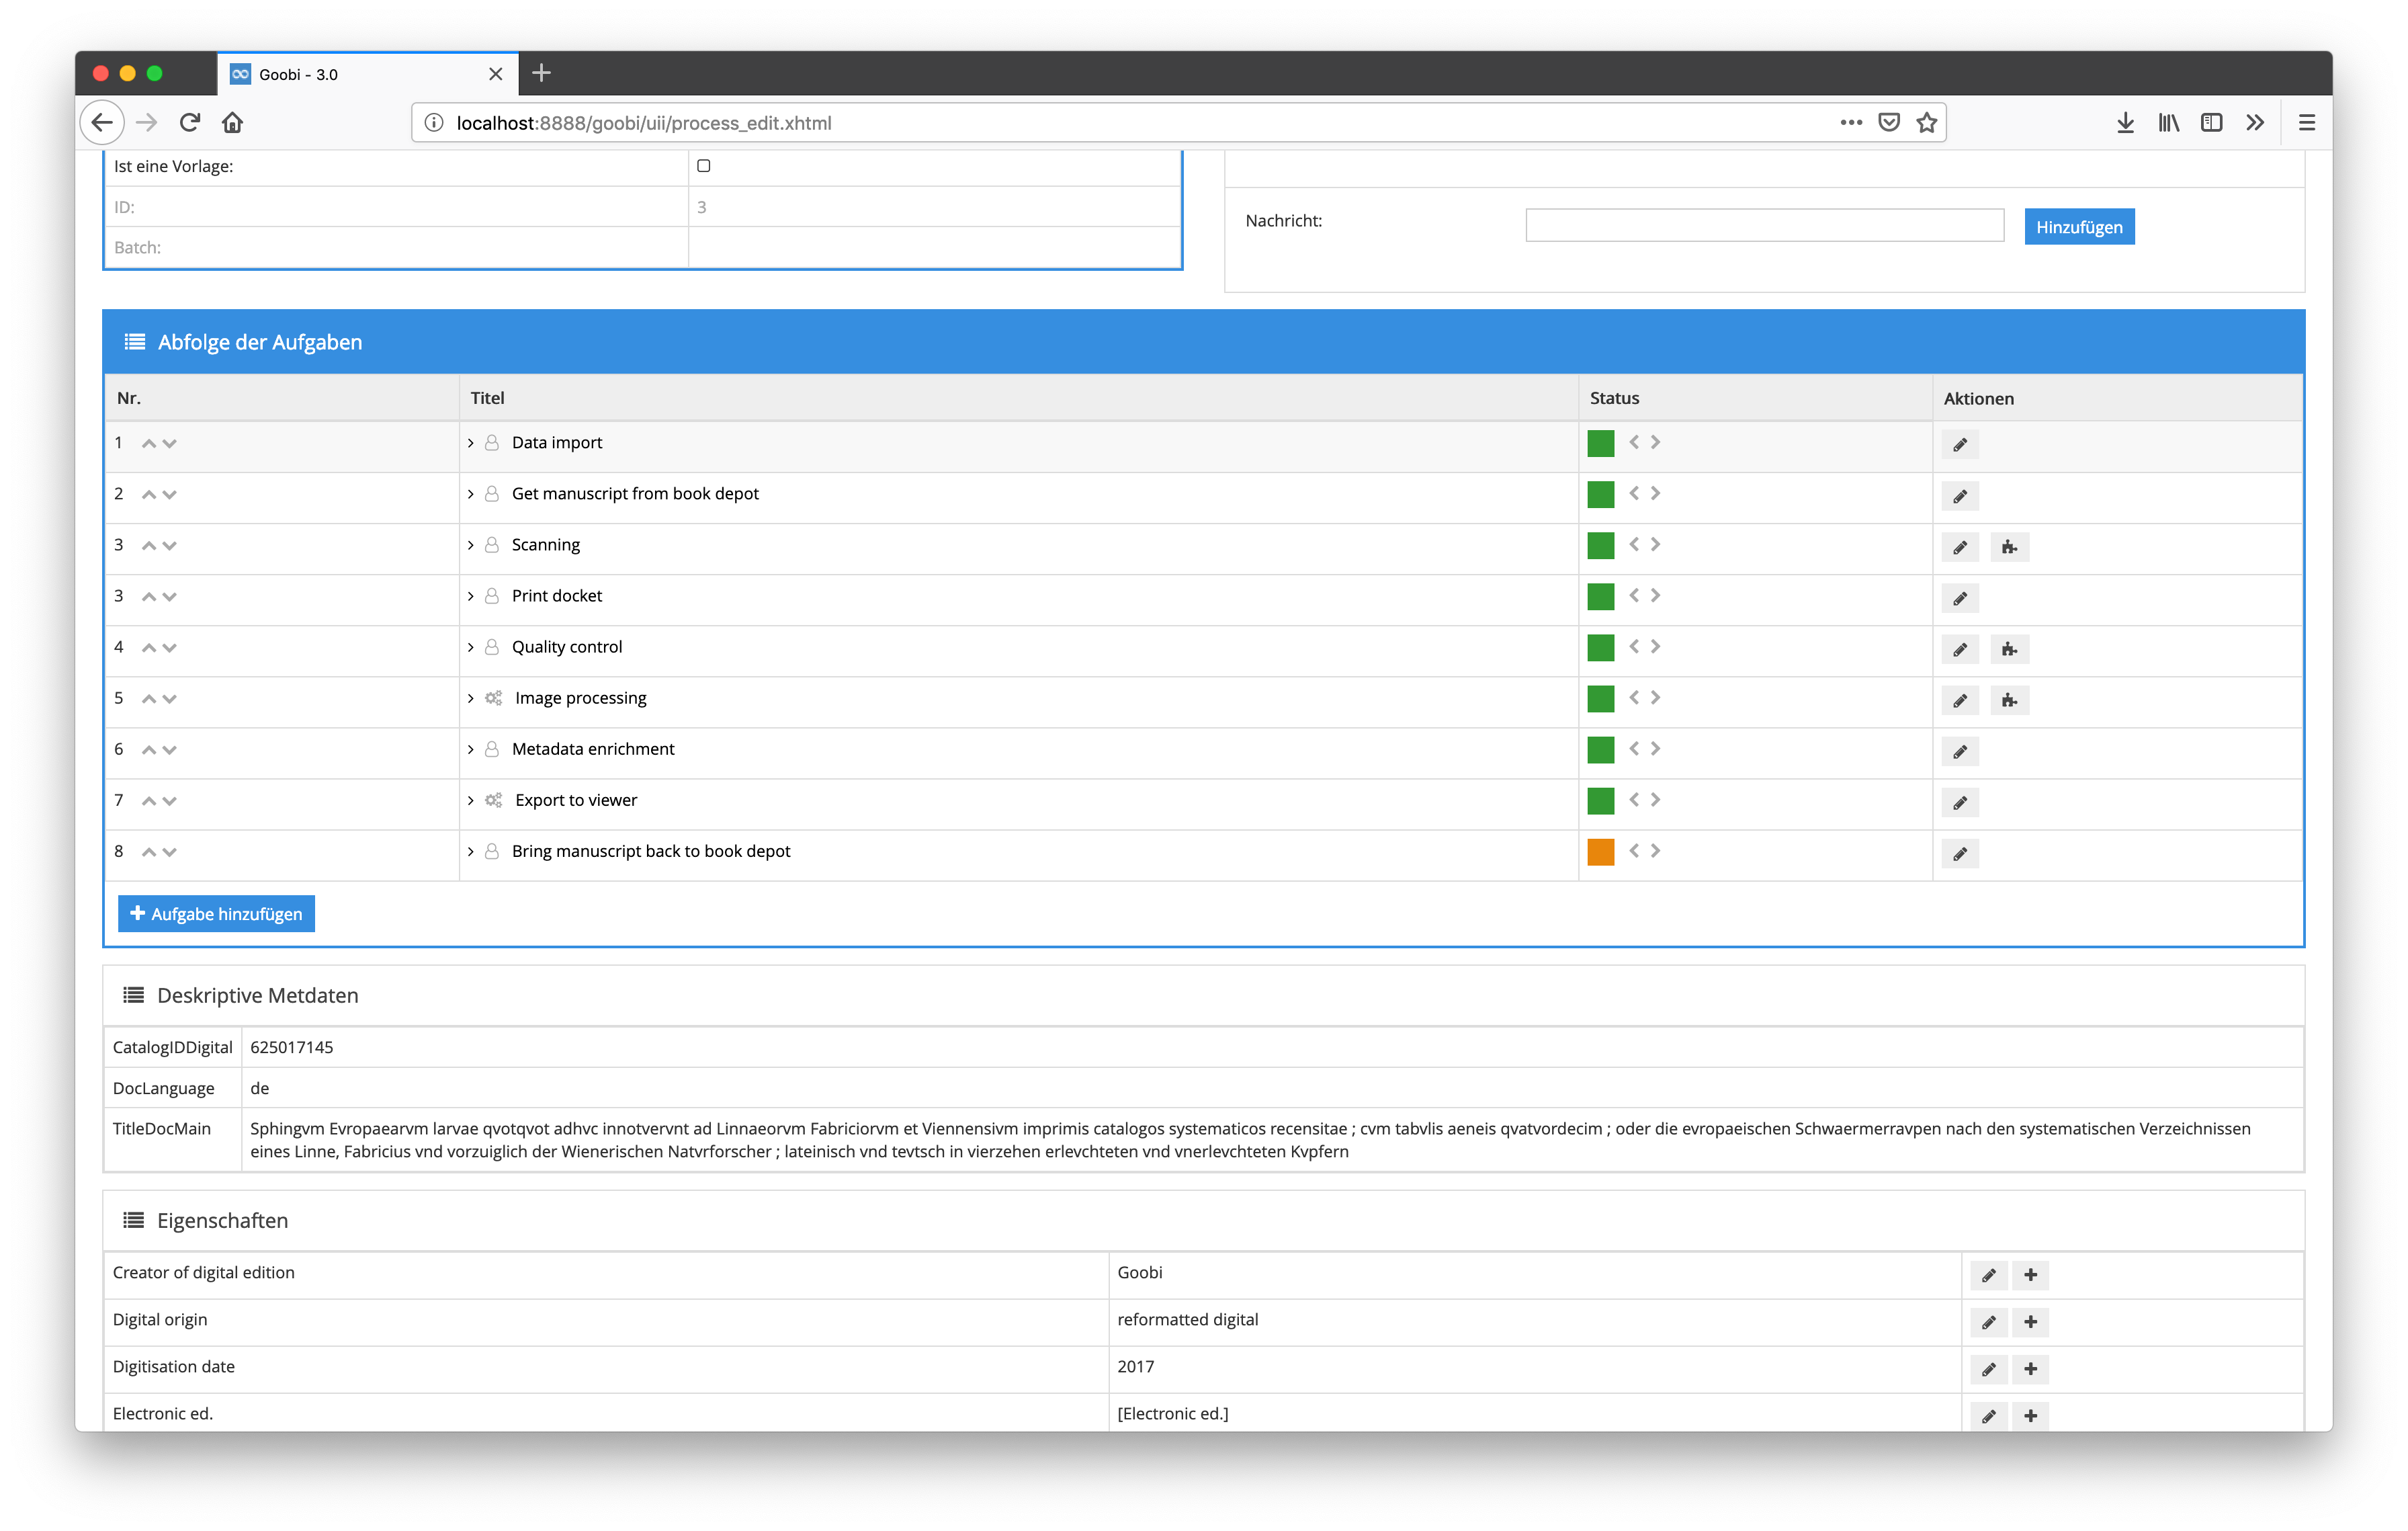 Goobi - 3.0
localhost:8888/goobi/uii/process_edit.xhtml
Ist eine Vorlage:
ID: 3
Batch:
Nachricht: Hinzufügen
Abfolge der Aufgaben
Nr. Titel Status Aktionen
1 Data import
2 Get manuscript from book depot
3 Scanning
3 Print docket
4 Quality control
5 Image processing
6 Metadata enrichment
7 Export to viewer
8 Bring manuscript back to book depot
Aufgabe hinzufügen
Deskriptive Metdaten
CatalogIDDigital 625017145
DocLanguage de
TitleDocMain Sphingvm Evropaearvm larvae qvotqvot adhvc innotvervnt ad Linnaeorvm Fabriciorvm et Viennensivm imprimis catalogos systematicos recensitae ; cvm tabvlis aeneis qvatvordecim ; oder die evropaeischen Schwaermerravpen nach den systematischen Verzeichnissen
eines Linne, Fabricius vnd vorzuiglich der Wienerischen Natvrforscher ; lateinisch vnd tevtsch in vierzehen erlevchteten vnd vnerlevchteten Kvpfern
Eigenschaften
Creator of digital edition Goobi
Digital origin reformatted digital
Digitisation date 2017
Electronic ed. [Electronic ed.]